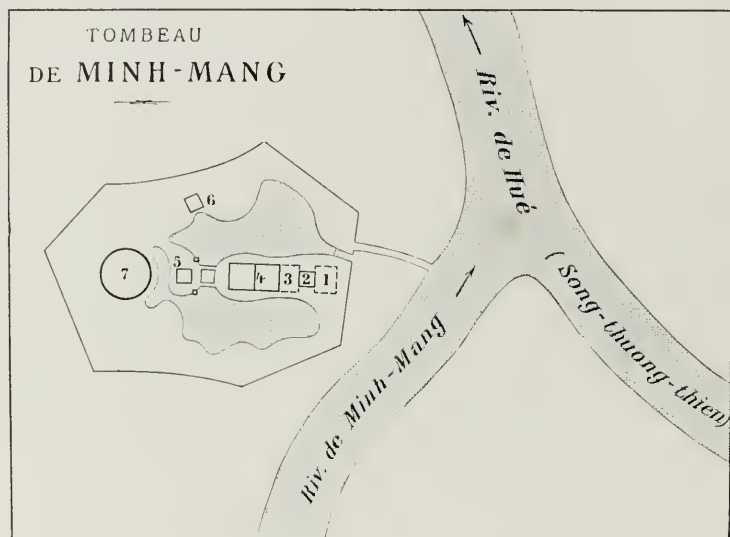 TOMBEAU
DE MINH-MANG
Riv. de Hué
(Song-thuong-thien)
Riv. de Minh-Mang
6
7
5
4
3
2
1